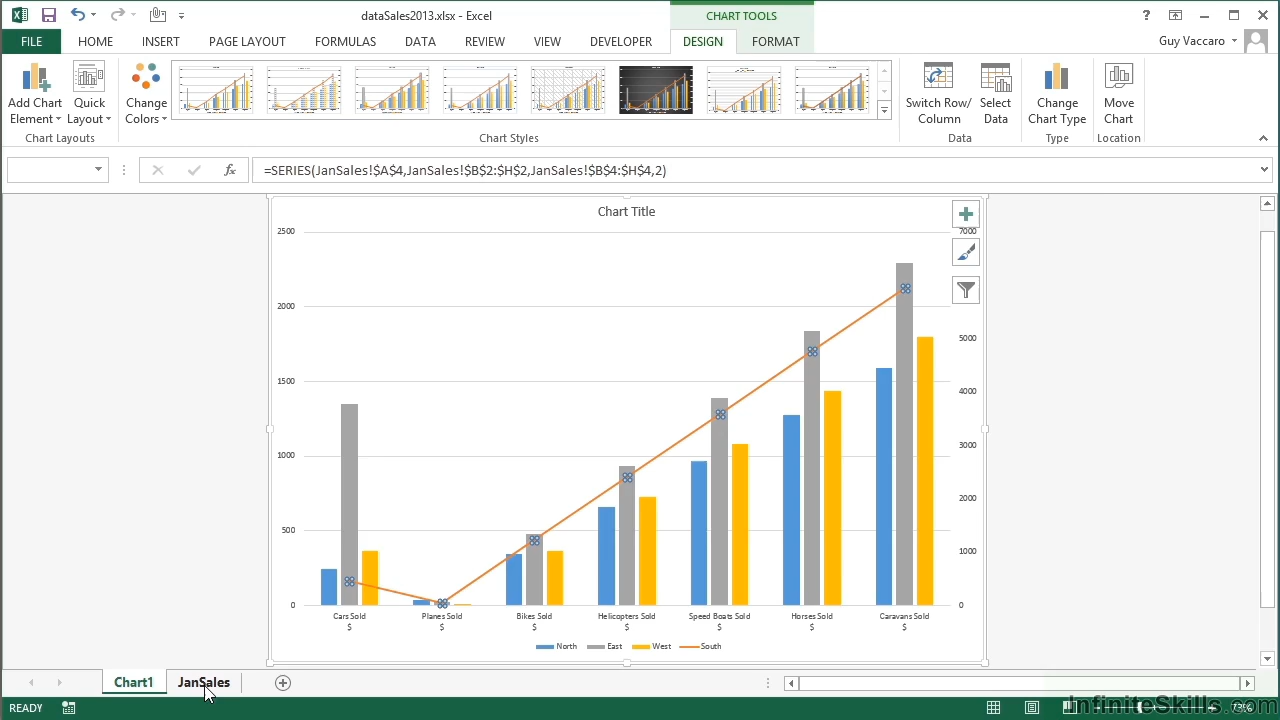 dataSales2013.xlsx - Excel
CHART TOOLS
?
FILE HOME INSERT PAGE LAYOUT FORMULAS DATA REVIEW VIEW DEVELOPER DESIGN FORMAT Guy Vaccaro
Add Chart Element
Quick Layout
Change Colors
Switch Row/ Column
Select Data
Change Chart Type
Move Chart
Chart Layouts Chart Styles Data Type Location
fx =SERIES(JanSales!$A$4,JanSales!$B$2:$H$2,JanSales!$B$4:$H$4,2)
Chart Title
2500 7000
2000
5000
1500 4000
1000 3000
2000
500 1000
0 0
Cars Sold Planes Sold Bikes Sold Helicopters Sold Speed Boats Sold Horses Sold Caravans Sold
$ $ $ $ $ $ $
North East West South
Chart1 JanSales
READY 73%
InfiniteSkills.com